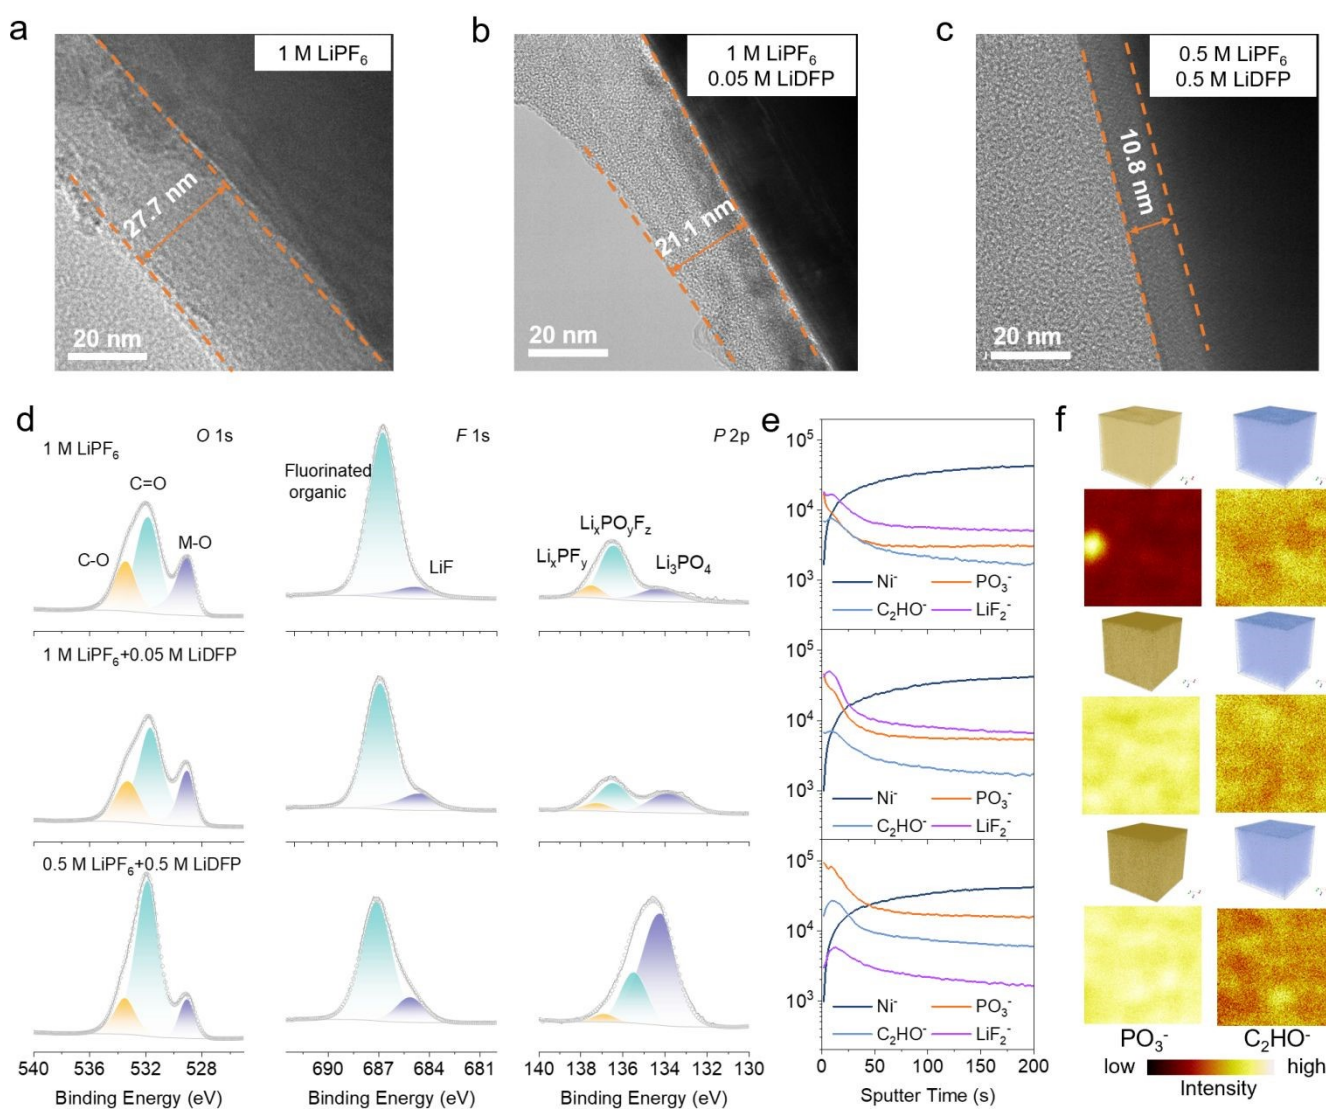 a
1 M LiPF6
27.7 nm
20 nm
b
1 M LiPF6
0.05 M LiDFP
21.1 nm
20 nm
c
0.5 M LiPF6
0.5 M LiDFP
10.8 nm
20 nm
d
1 M LiPF6
O 1s
C=O
C-O
M-O
F 1s
Fluorinated
organic
LiF
P 2p
LixPOyFz
LixPFy
Li3PO4
1 M LiPF6+0.05 M LiDFP
0.5 M LiPF6+0.5 M LiDFP
540 536 532 528
Binding Energy (eV)
690 687 684 681
Binding Energy (eV)
140 138 136 134 132 130
Binding Energy (eV)
e
10^5
10^4
10^3
Ni- PO3-
C2HO- LiF2-
10^5
10^4
10^3
Ni- PO3-
C2HO- LiF2-
10^5
10^4
10^3
Ni- PO3-
C2HO- LiF2-
0 50 100 150 200
Sputter Time (s)
f
PO3- C2HO-
low high
Intensity